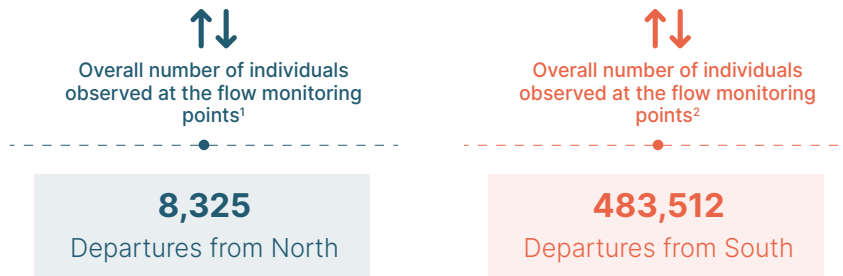 Overall number of individuals
observed at the flow monitoring
points¹
8,325
Departures from North
Overall number of individuals
observed at the flow monitoring
points²
483,512
Departures from South